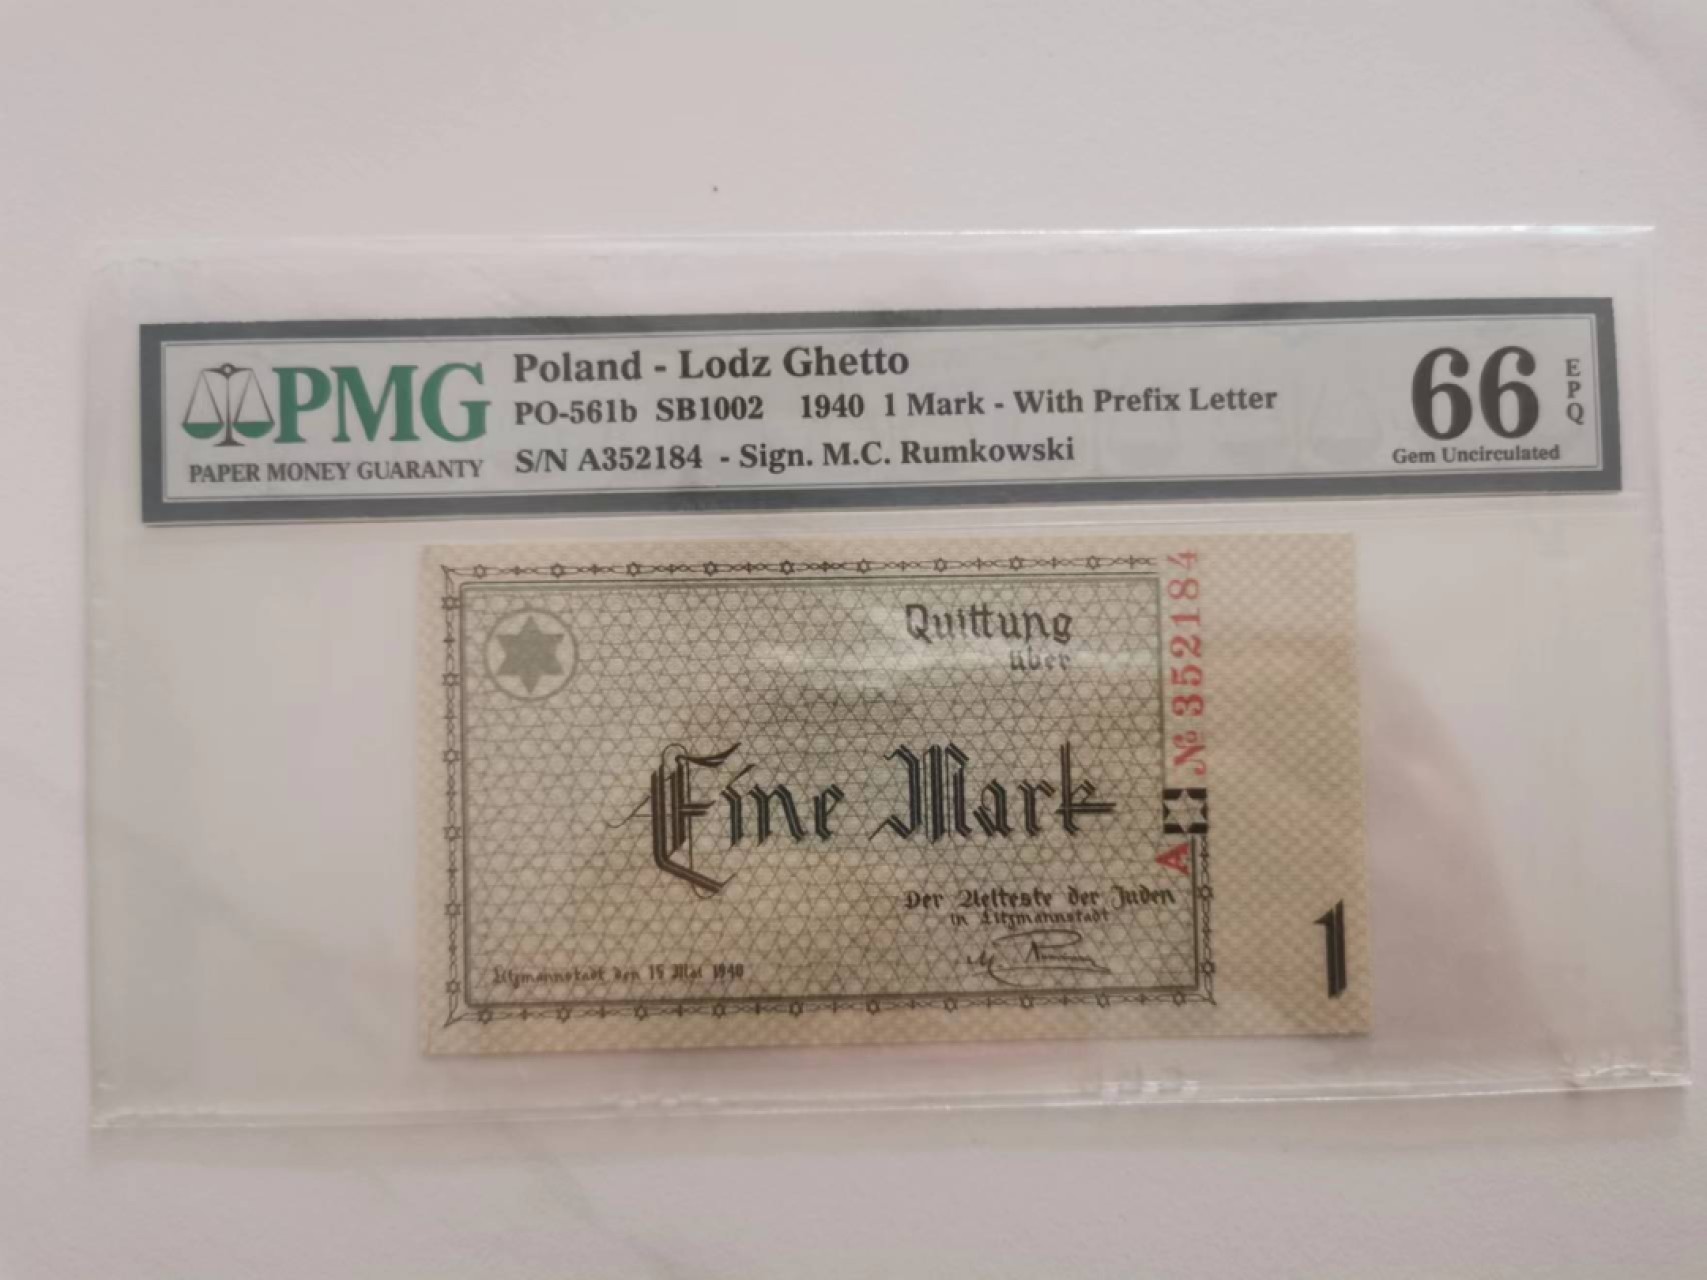 PMG
PAPER MONEY GUARANTY
Poland - Lodz Ghetto
PO-561b SB1002 1940 1 Mark - With Prefix Letter
S/N A352184 - Sign. M.C. Rumkowski
66
EPQ
Gem Uncirculated
Quittung
über
Eine Mark
Der Aelteste der Juden
in Litzmannstadt
Litzmannstadt den 15 Mai 1940
A № 352184
1